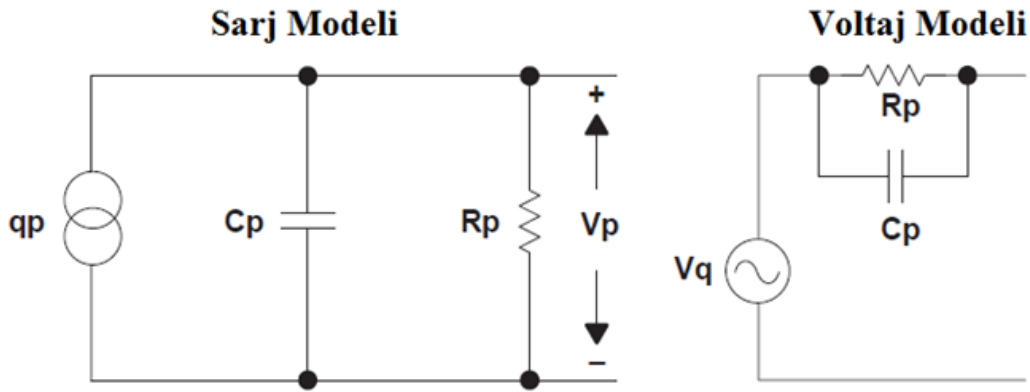 Sarj Modeli
Voltaj Modeli
qp
Cp
Rp
+
Vp
−
Rp
Cp
Vq